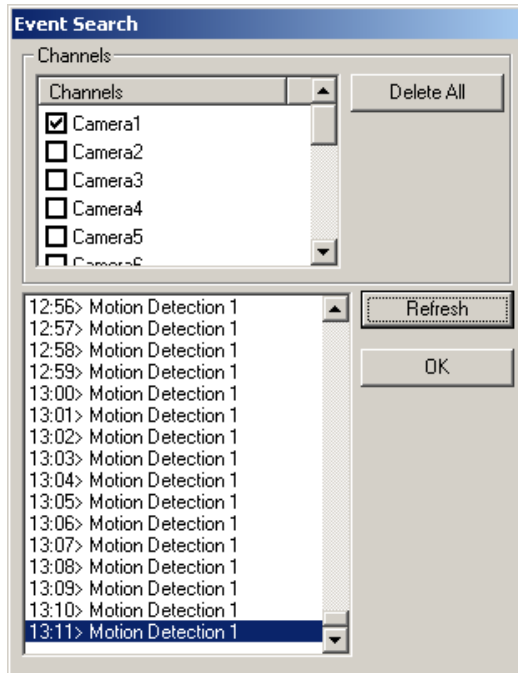 Event Search
Channels
Channels
Delete All
Camera1
Camera2
Camera3
Camera4
Camera5
Camera6
12:56> Motion Detection 1
12:57> Motion Detection 1
12:58> Motion Detection 1
12:59> Motion Detection 1
13:00> Motion Detection 1
13:01> Motion Detection 1
13:02> Motion Detection 1
13:03> Motion Detection 1
13:04> Motion Detection 1
13:05> Motion Detection 1
13:06> Motion Detection 1
13:07> Motion Detection 1
13:08> Motion Detection 1
13:09> Motion Detection 1
13:10> Motion Detection 1
13:11> Motion Detection 1
Refresh
OK